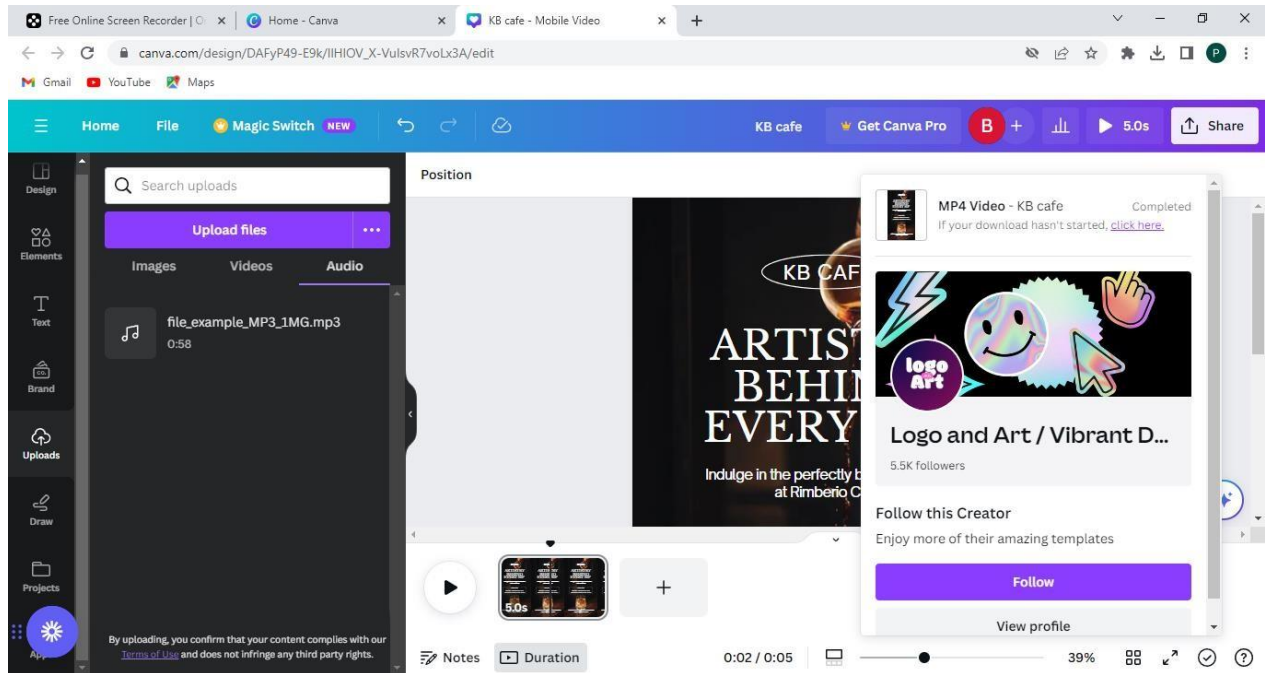 Free Online Screen Recorder | O
Home - Canva
KB cafe - Mobile Video
canva.com/design/DAFyP49-E9k/IIHIOV_X-VulsvR7voLx3A/edit
P
Gmail
YouTube
Maps
Home
File
Magic Switch
NEW
KB cafe
Get Canva Pro
B
5.0s
Share
Design
Elements
Text
Brand
Uploads
Draw
Projects
Search uploads
Upload files
Images
Videos
Audio
file_example_MP3_1MG.mp3
0:58
By uploading, you confirm that your content complies with our
Terms of Use and does not infringe any third party rights.
Position
KB CAF
ARTIS
BEHIN
EVERY
Indulge in the perfectly b
at Rimberio C
MP4 Video - KB cafe
Completed
If your download hasn't started, click here.
logo
Art
Logo and Art / Vibrant D...
5.5K followers
Follow this Creator
Enjoy more of their amazing templates
Follow
View profile
5.0s
Notes
Duration
0:02 / 0:05
39%